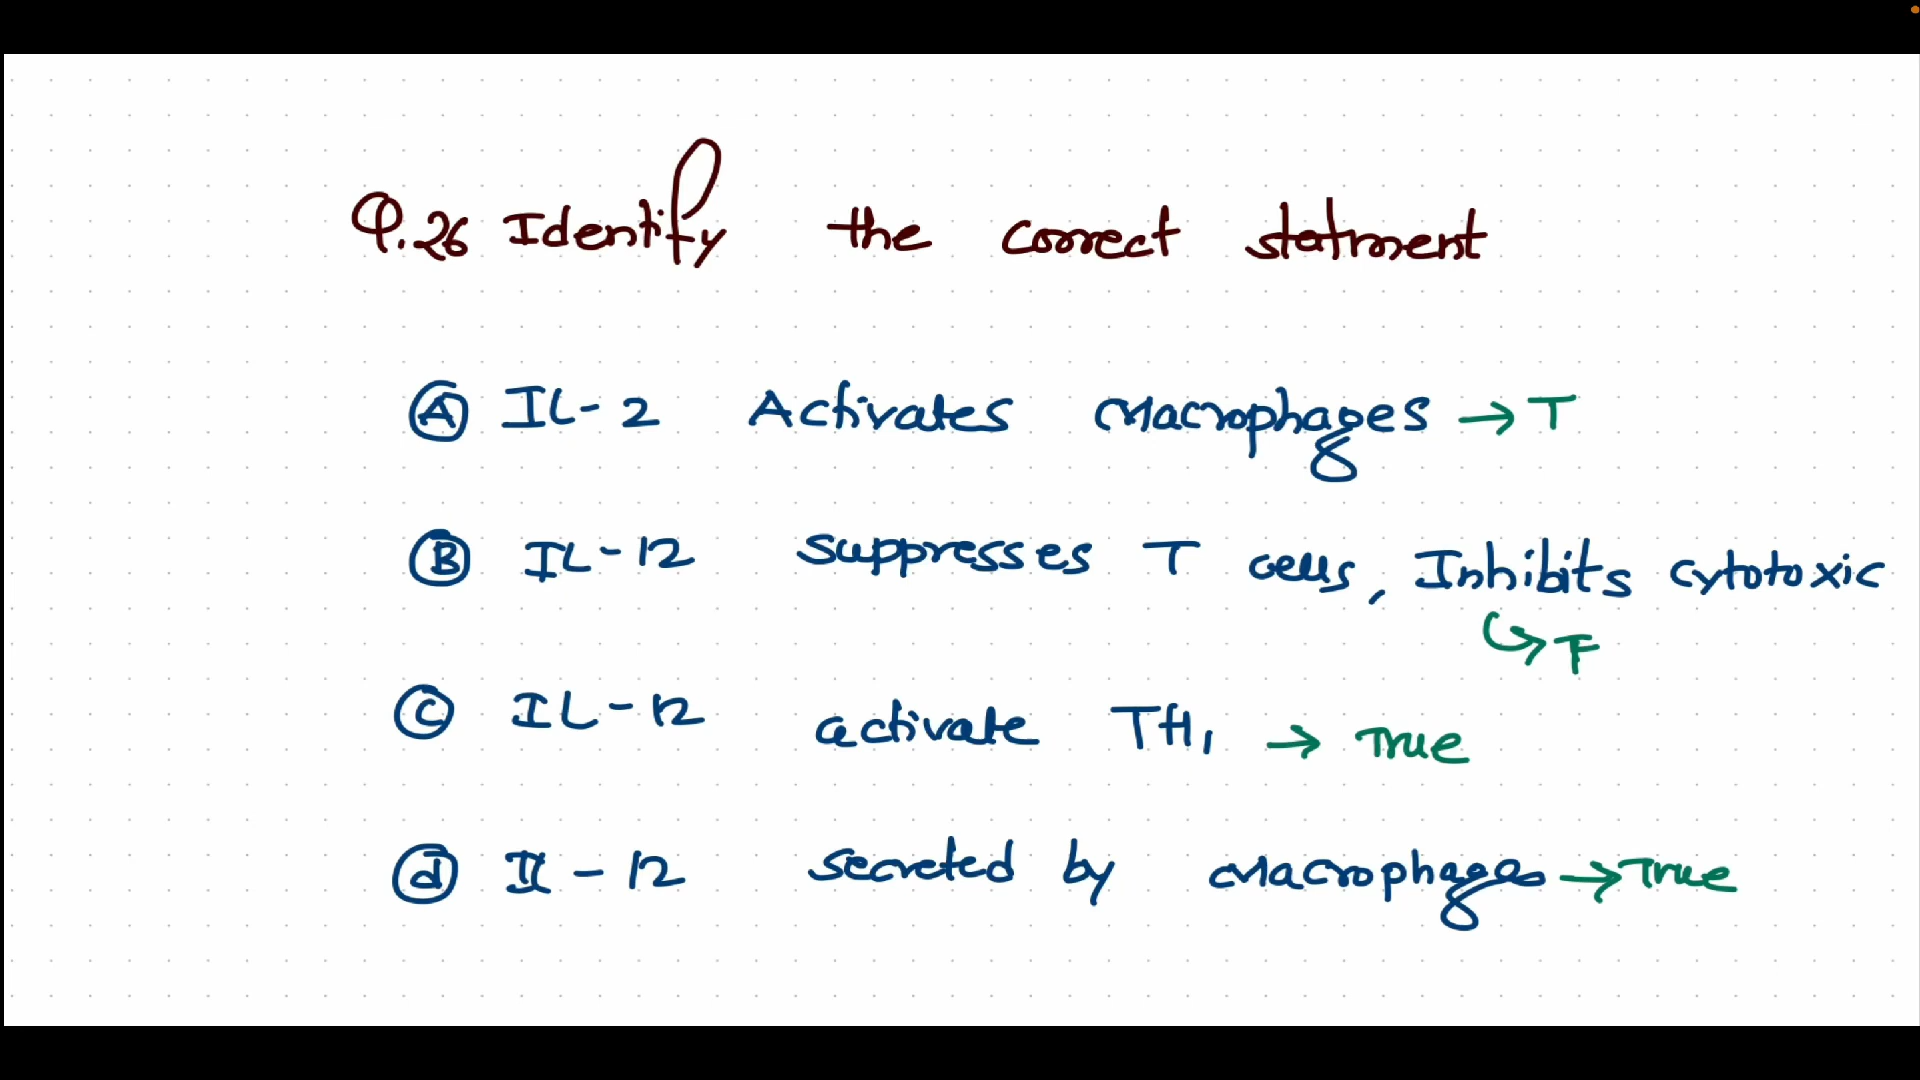 Q.26 Identify the correct statment
A IL-2 Activates macrophages → T
B IL-12 suppresses T cells, Inhibits cytotoxic
↪ F
C IL-12 activate TH1 → True
d IL-12 secreted by macrophages → True